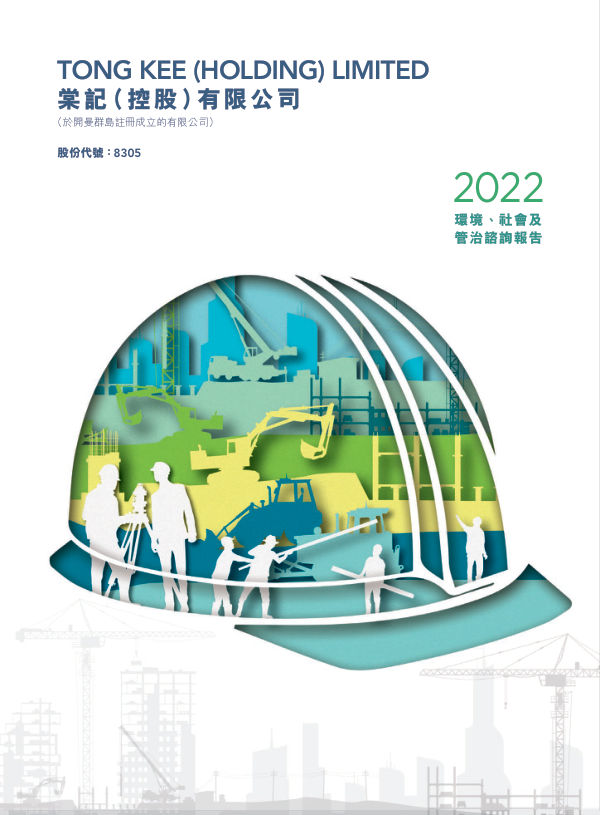 TONG KEE (HOLDING) LIMITED
棠記（控股）有限公司
（於開曼群島註冊成立的有限公司）
股份代號：8305
2022
環境、社會及
管治諮詢報告